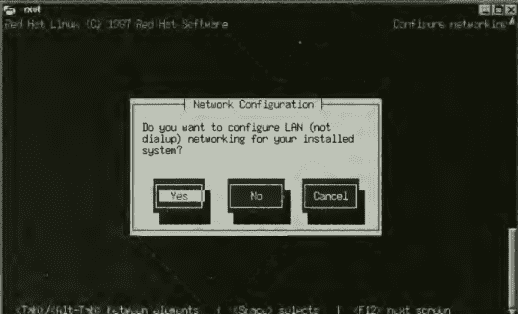 rxvt
Red Hat Linux (C) 1997 Red Hat Software Configure networking
Network Configuration
Do you want to configure LAN (not
dialup) networking for your installed
system?
Yes No Cancel
<Tab>/<Alt-Tab> between elements | <Space> selects | <F12> next screen